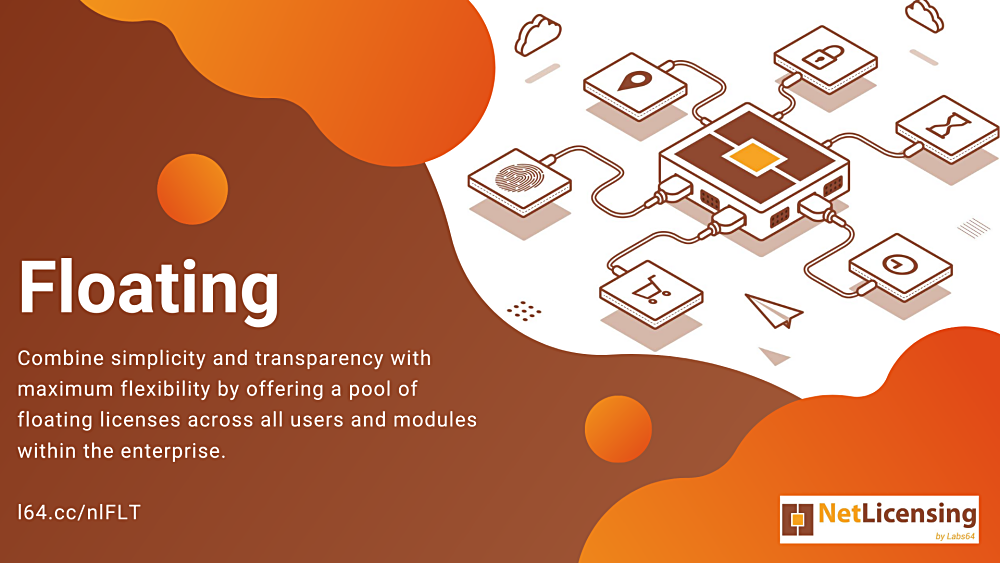 Floating
Combine simplicity and transparency with
maximum flexibility by offering a pool of
floating licenses across all users and modules
within the enterprise.
l64.cc/nlFLT
NetLicensing
by Labs64